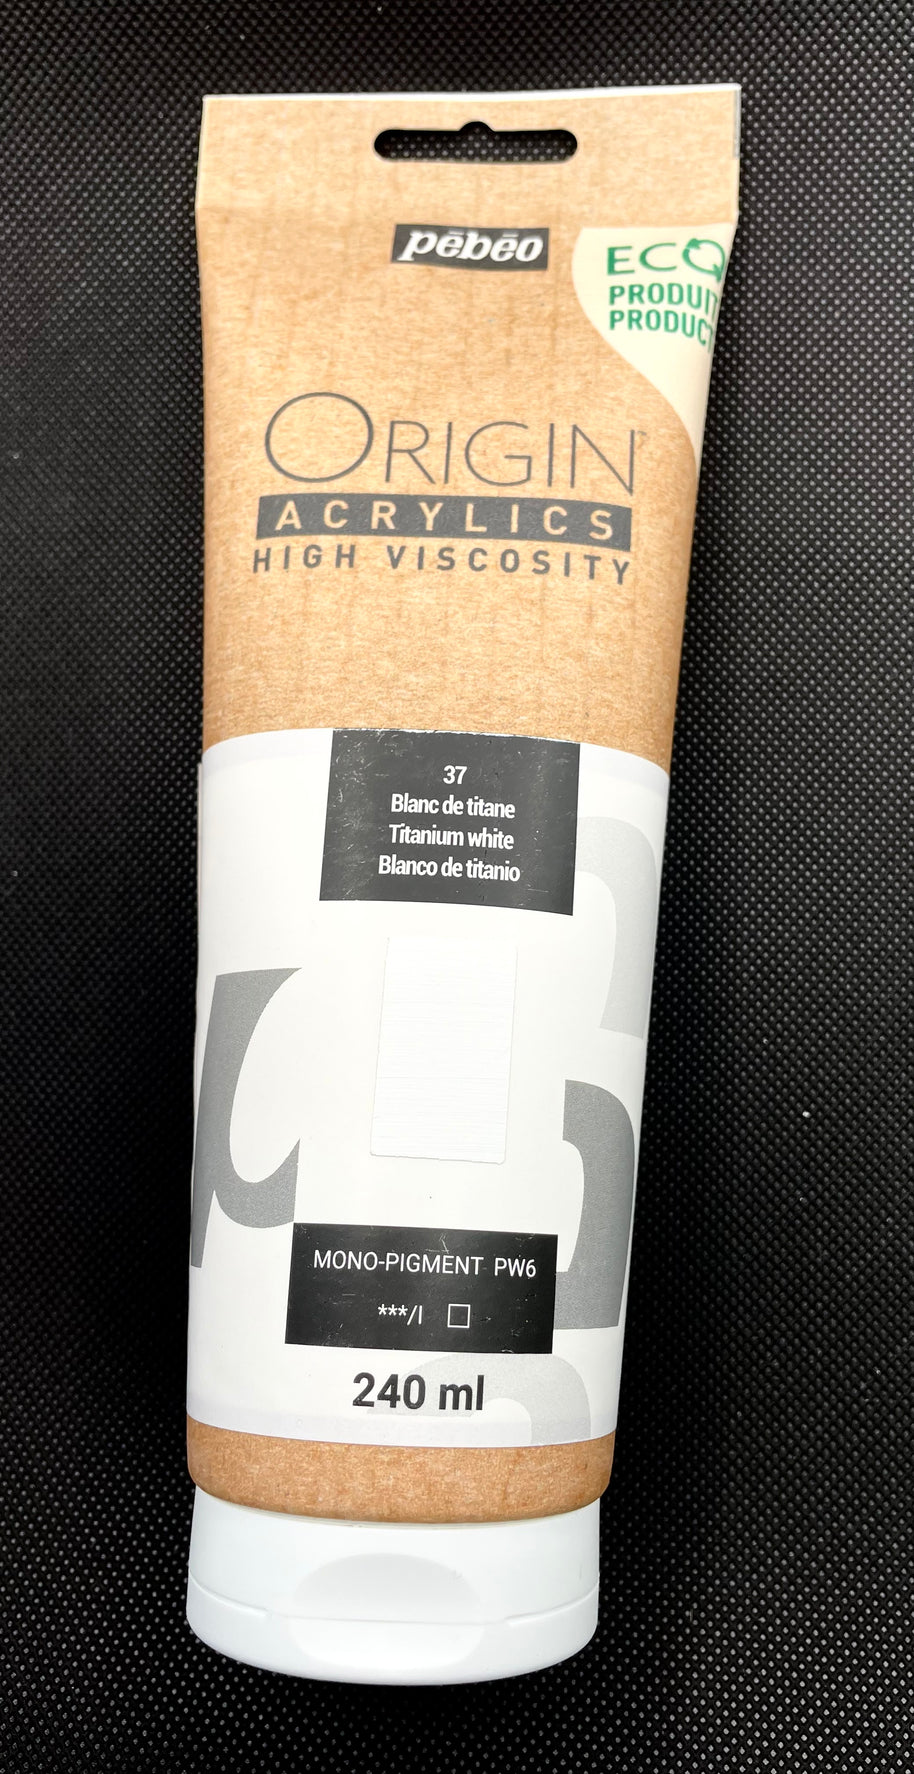 pēbēo
ECO
PRODUIT
PRODUCT
ORIGIN
ACRYLICS
HIGH VISCOSITY
37
Blanc de titane
Titanium white
Blanco de titanio
MONO-PIGMENT PW6
***/I
240 ml